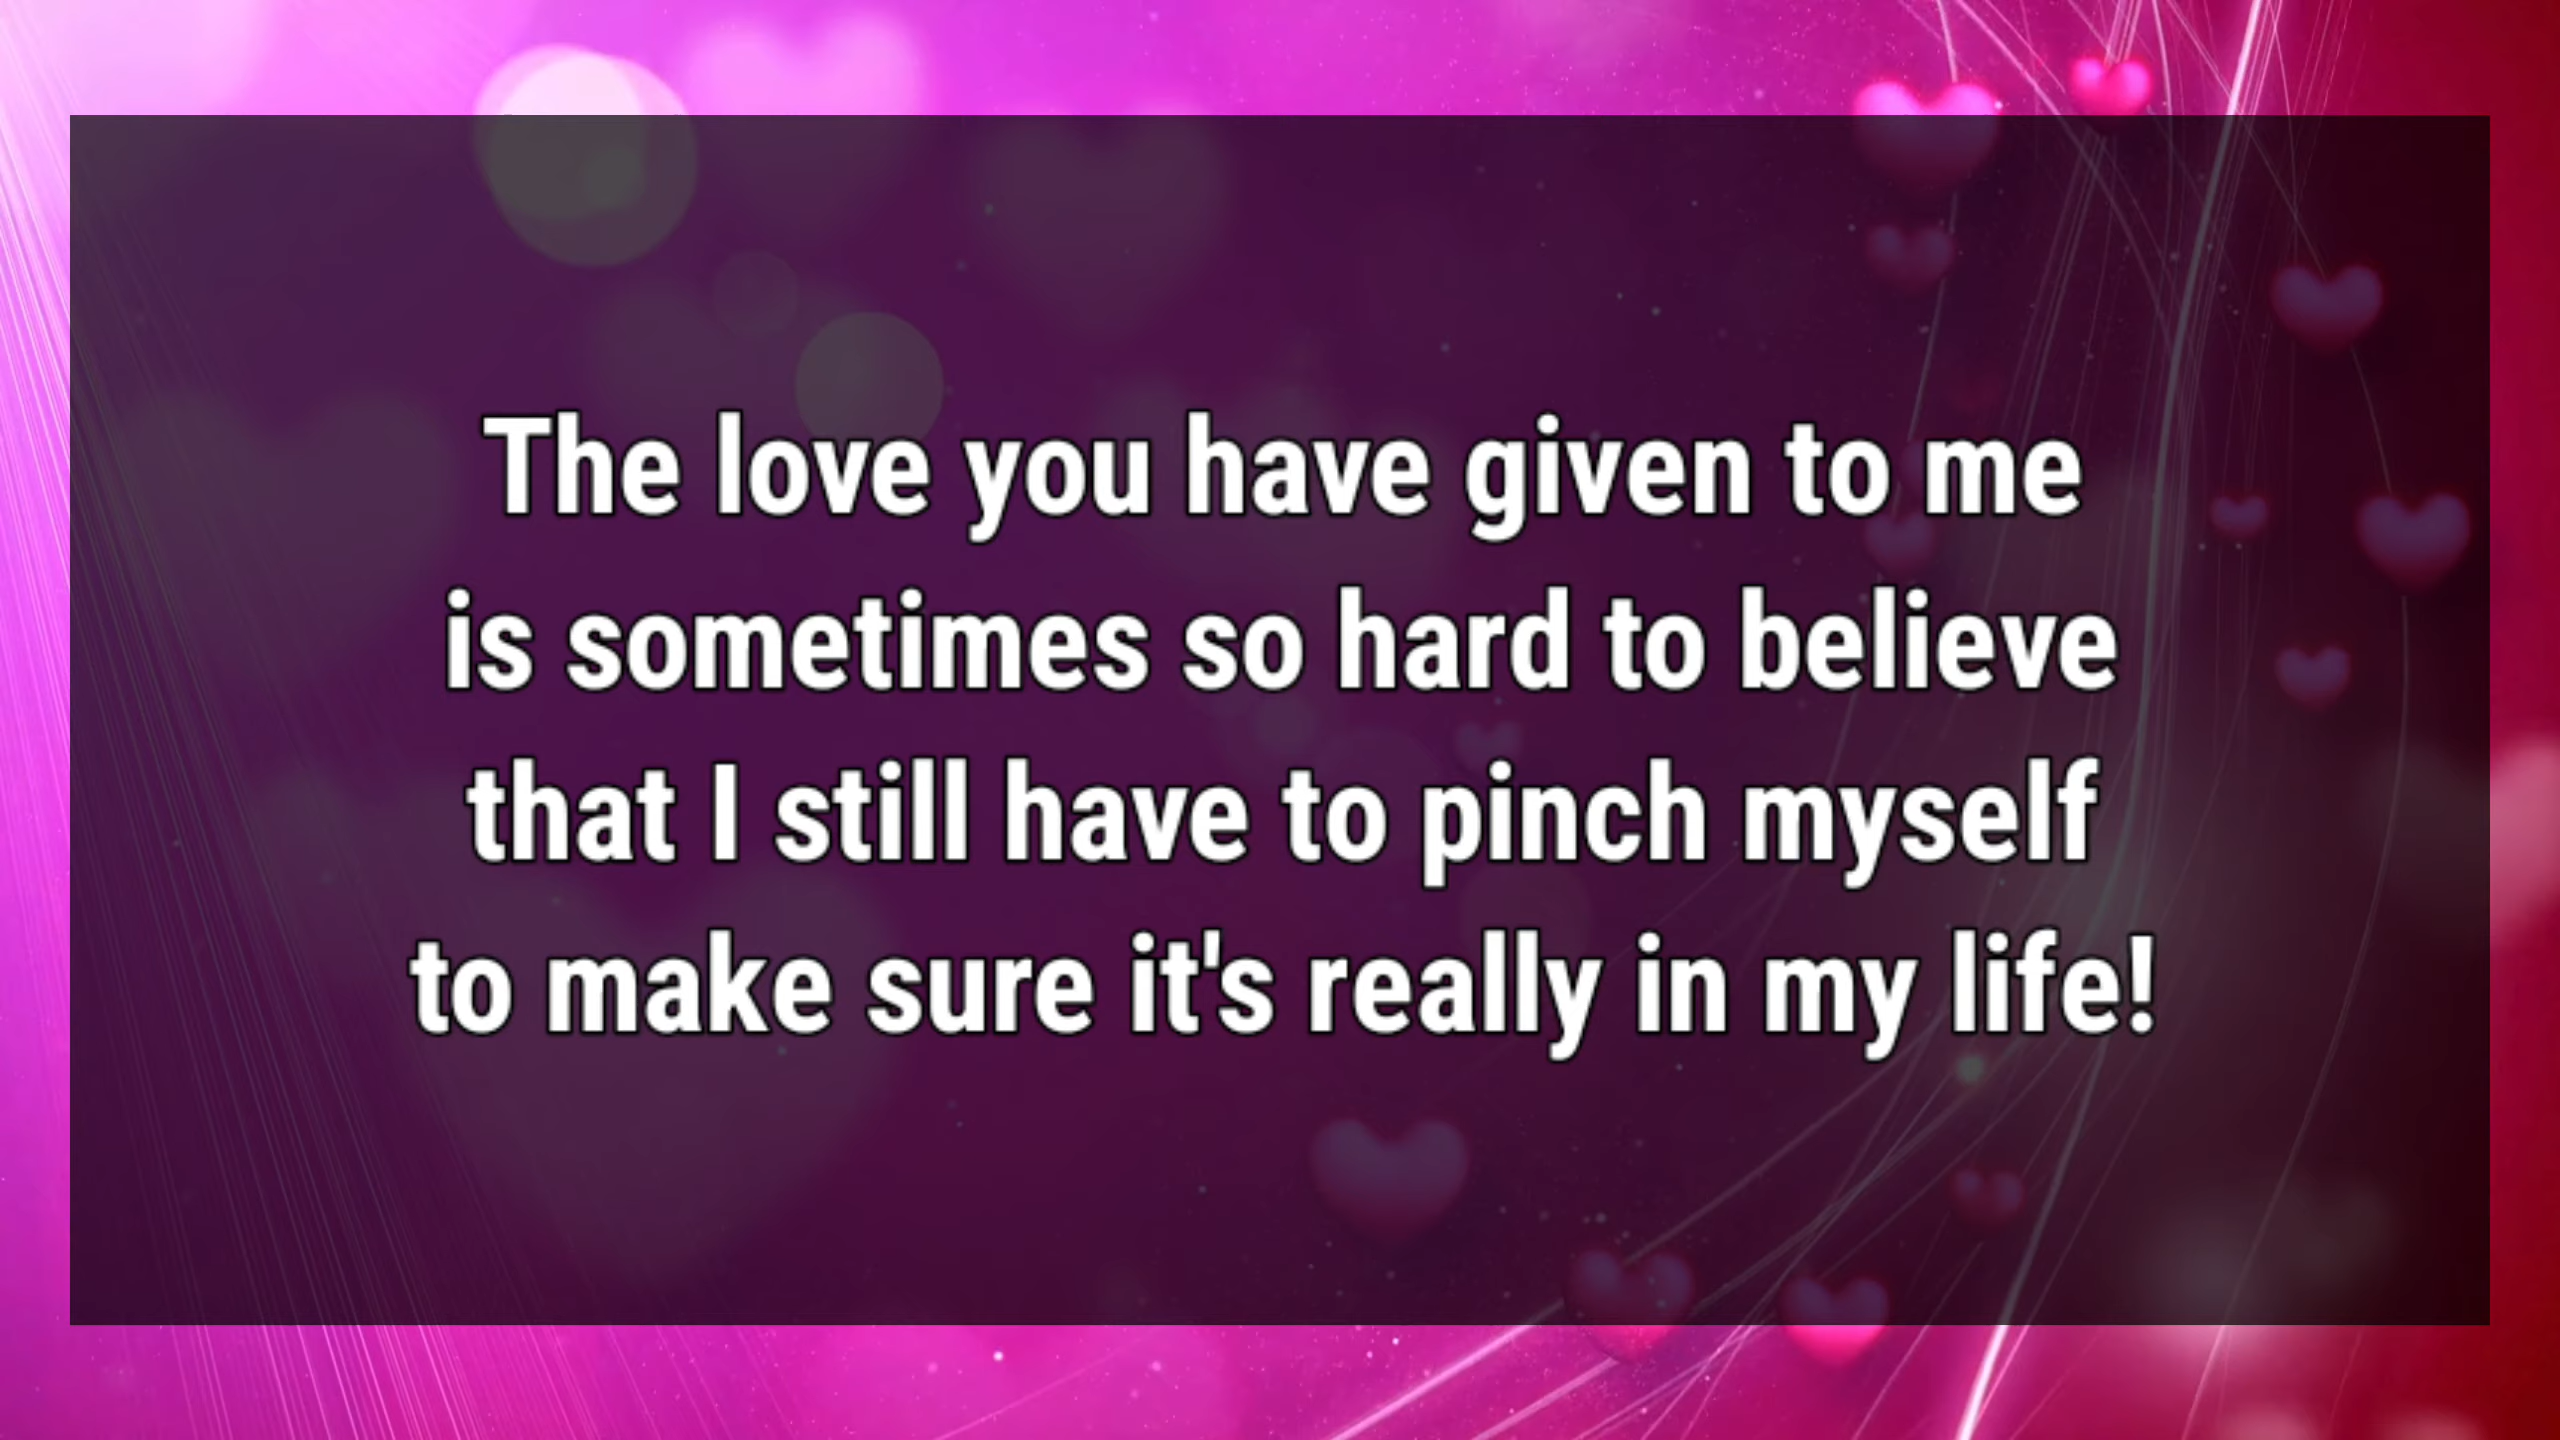 The love you have given to me
is sometimes so hard to believe
that I still have to pinch myself
to make sure it's really in my life!